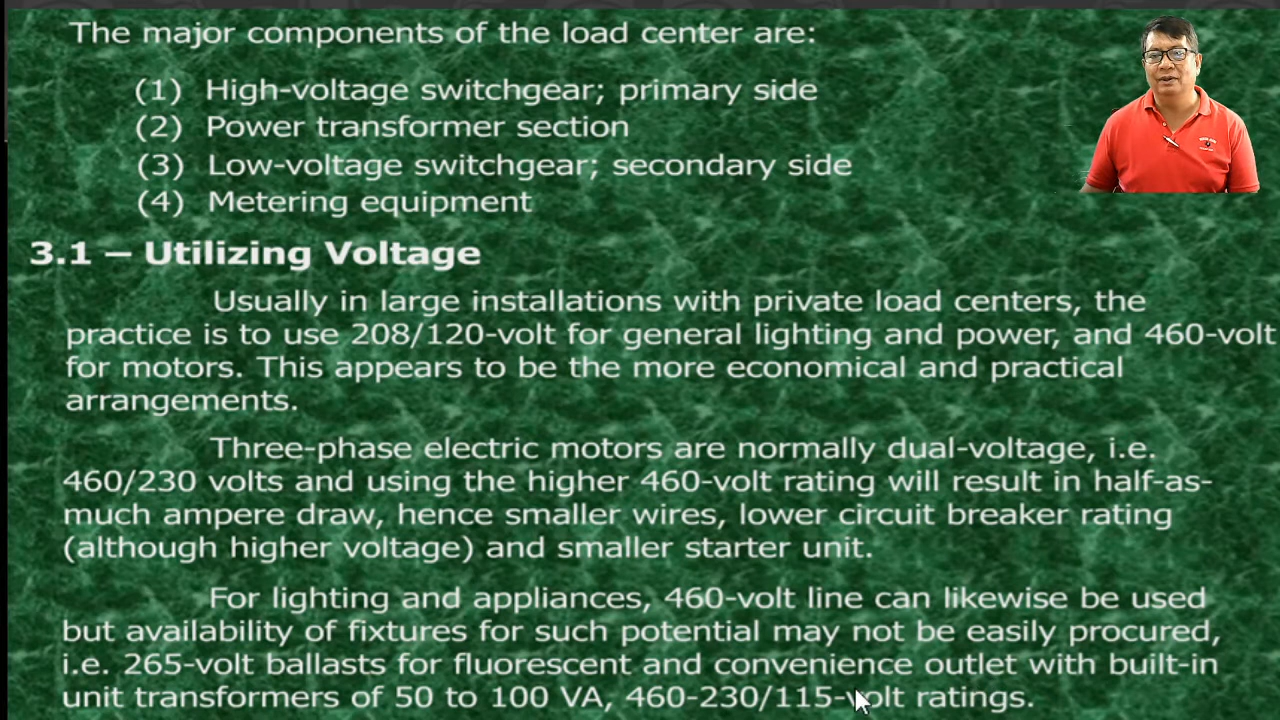 The major components of the load center are:
(1) High-voltage switchgear; primary side
(2) Power transformer section
(3) Low-voltage switchgear; secondary side
(4) Metering equipment
3.1 – Utilizing Voltage
Usually in large installations with private load centers, the
practice is to use 208/120-volt for general lighting and power, and 460-volt
for motors. This appears to be the more economical and practical
arrangements.
Three-phase electric motors are normally dual-voltage, i.e.
460/230 volts and using the higher 460-volt rating will result in half-as-
much ampere draw, hence smaller wires, lower circuit breaker rating
(although higher voltage) and smaller starter unit.
For lighting and appliances, 460-volt line can likewise be used
but availability of fixtures for such potential may not be easily procured,
i.e. 265-volt ballasts for fluorescent and convenience outlet with built-in
unit transformers of 50 to 100 VA, 460-230/115-volt ratings.